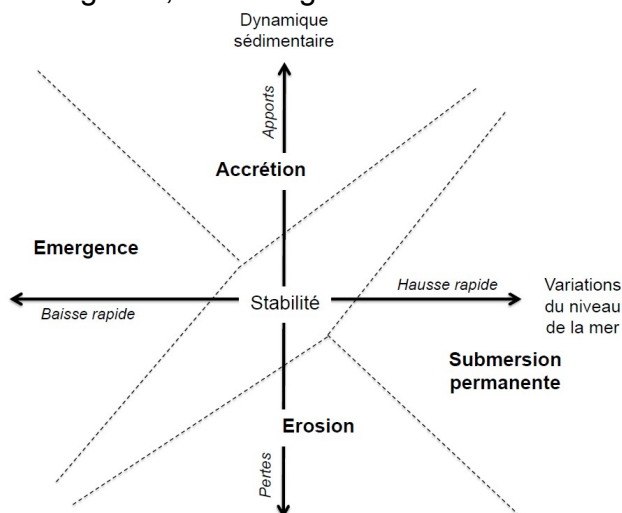 Dynamique
sédimentaire
Apports
Accrétion
Emergence
Hausse rapide
Variations
du niveau
de la mer
Stabilité
Baisse rapide
Submersion
permanente
Erosion
Pertes